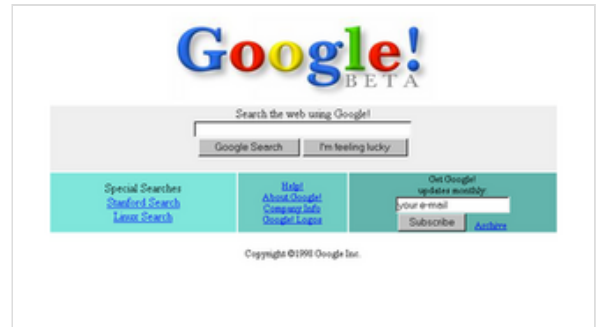 Google!
BETA
Search the web using Google!
Google Search
I'm feeling lucky
Special Searches
Stanford Search
Linux Search
Help!
About Google!
Company Info
Google! Logos
Get Google!
updates monthly:
your e-mail
Subscribe
Archive
Copyright ©1998 Google Inc.